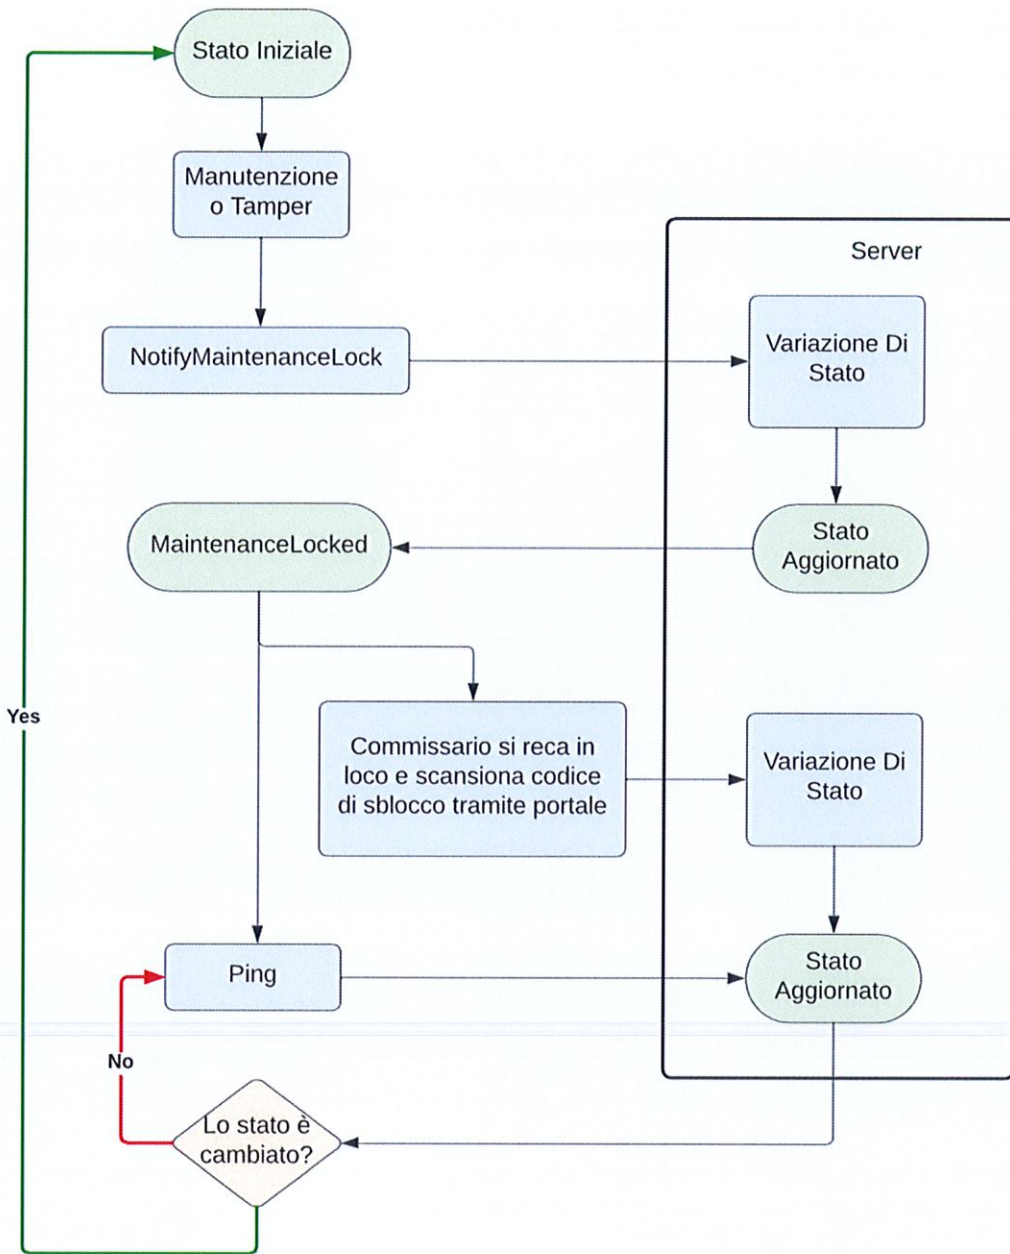 Stato Iniziale
Manutenzione
o Tamper
Server
NotifyMaintenanceLock
Variazione Di
Stato
MaintenanceLocked
Stato
Aggiornato
Yes
Commissario si reca in
loco e scansiona codice
di sblocco tramite portale
Variazione Di
Stato
Ping
Stato
Aggiornato
No
Lo stato è
cambiato?